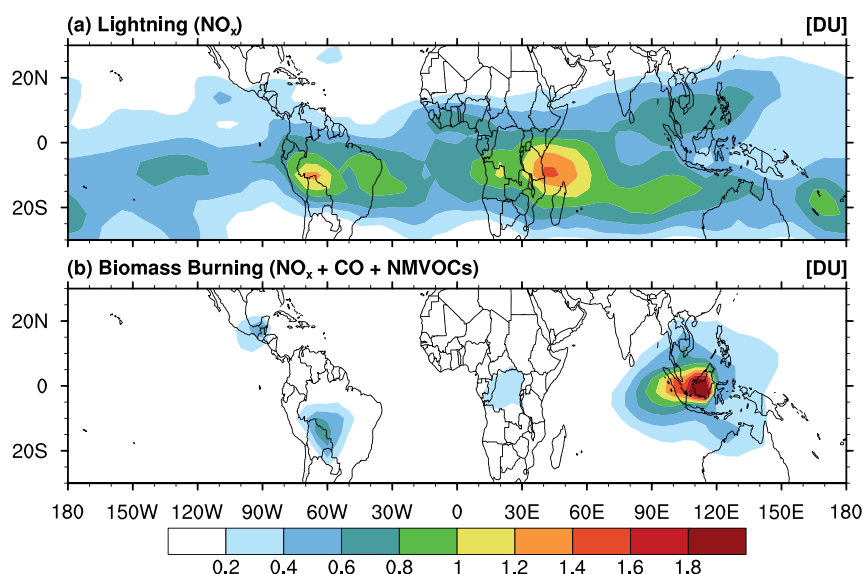 (a) Lightning (NOx) [DU]
20N
0
20S
(b) Biomass Burning (NOx + CO + NMVOCs) [DU]
20N
0
20S
180 150W 120W 90W 60W 30W 0 30E 60E 90E 120E 150E 180
0.2 0.4 0.6 0.8 1 1.2 1.4 1.6 1.8